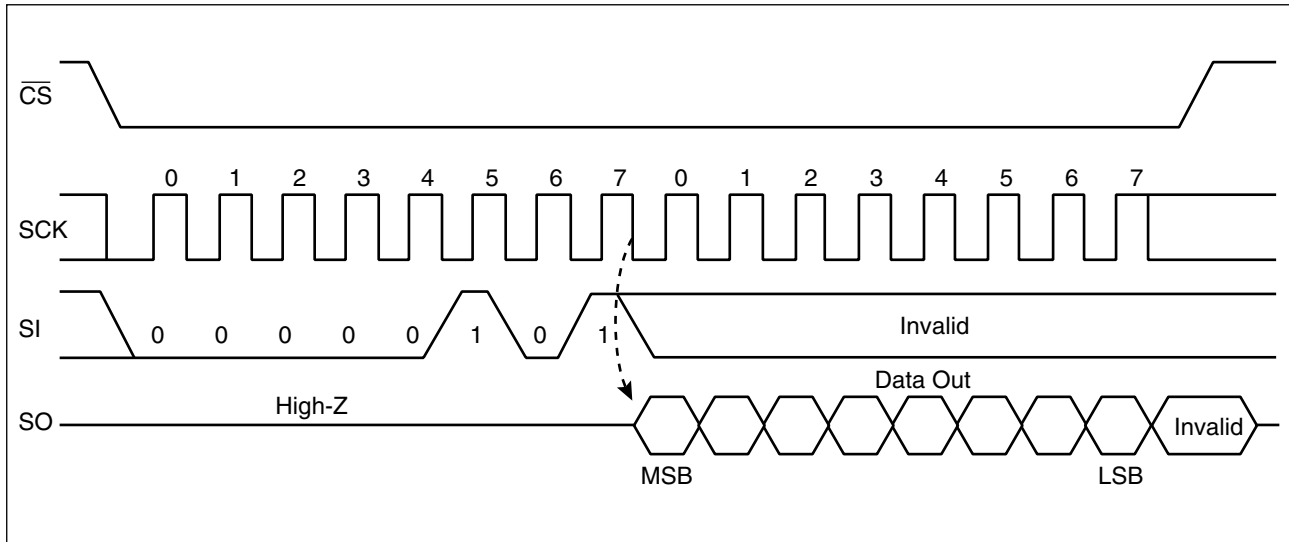 C̅S̅
0 1 2 3 4 5 6 7 0 1 2 3 4 5 6 7
SCK
SI
0 0 0 0 0 1 0 1
Invalid
Data Out
High-Z
SO
Invalid
MSB
LSB